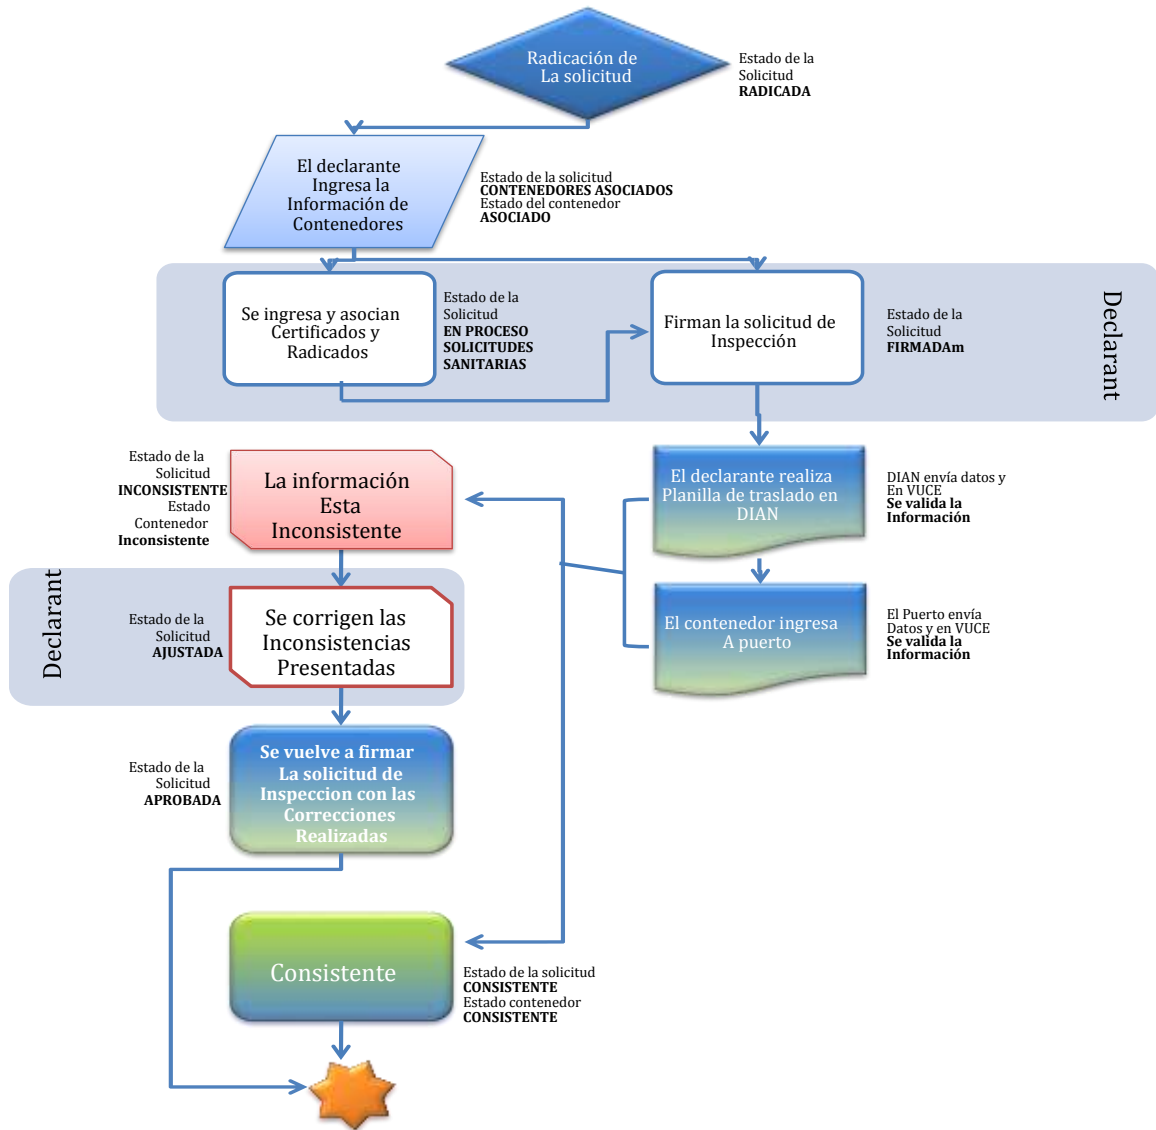 Radicación de
La solicitud
Estado de la
Solicitud
RADICADA
El declarante
Ingresa la
Información de
Contenedores
Estado de la solicitud
CONTENEDORES ASOCIADOS
Estado del contenedor
ASOCIADO
Se ingresa y asocian
Certificados y
Radicados
Estado de la
Solicitud
EN PROCESO
SOLICITUDES
SANITARIAS
Firman la solicitud de
Inspección
Estado de la
Solicitud
FIRMADAm
Declarant
El declarante realiza
Planilla de traslado en
DIAN
DIAN envía datos y
En VUCE
Se valida la
Información
Estado de la
Solicitud
INCONSISTENTE
Estado
Contenedor
Inconsistente
La información
Esta
Inconsistente
El contenedor ingresa
A puerto
El Puerto envía
Datos y en VUCE
Se valida la
Información
Declarant
Estado de la
Solicitud
AJUSTADA
Se corrigen las
Inconsistencias
Presentadas
Estado de la
Solicitud
APROBADA
Se vuelve a firmar
La solicitud de
Inspeccion con las
Correcciones
Realizadas
Consistente
Estado de la solicitud
CONSISTENTE
Estado contenedor
CONSISTENTE